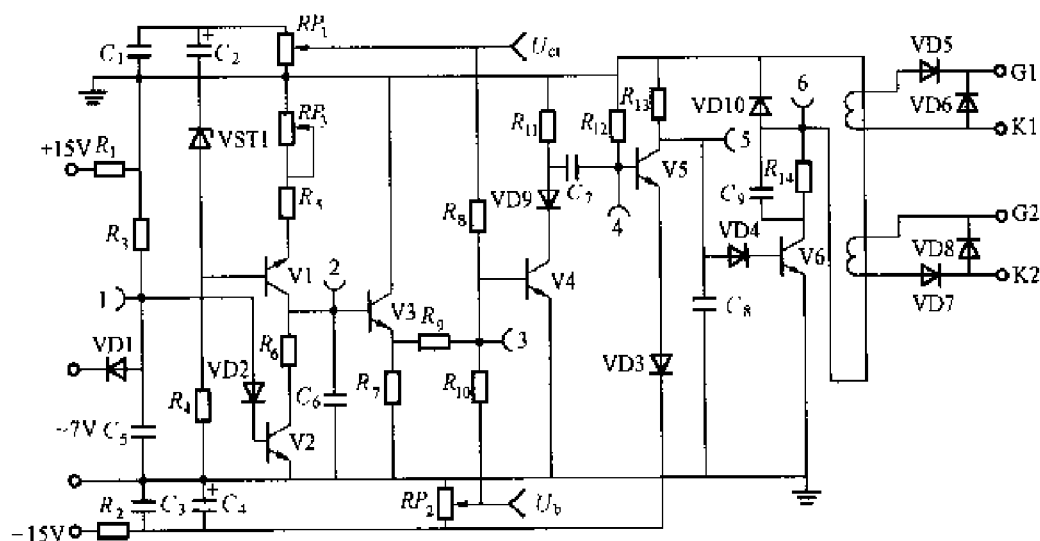 RP₁
C₁
C₂
U_ct
VD5
G1
VD6
K1
RP₃
R₁₁
R₁₂
R₁₃
VD10
6
+15V
R₁
VST1
5
V5
C₇
R₁₄
C₉
R₅
VD9
4
R₃
R₈
VD4
G2
V1
2
V4
V6
VD8
K2
1
V3
R₉
3
C₈
VD7
VD1
R₆
VD2
R₄
C₆
R₇
R₁₀
VD3
~7V
C₅
V2
R₂
C₃
C₄
RP₂
U_b
−15V